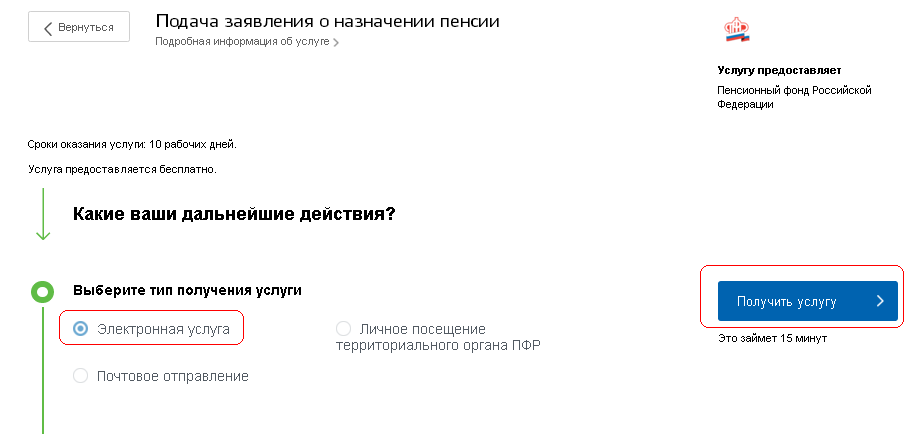 Вернуться
Подача заявления о назначении пенсии
Подробная информация об услуге
Услугу предоставляет
Пенсионный фонд Российской
Федерации
Сроки оказания услуги: 10 рабочих дней.
Услуга предоставляется бесплатно.
Какие ваши дальнейшие действия?
Выберите тип получения услуги
Электронная услуга
Личное посещение
территориального органа ПФР
Почтовое отправление
Получить услугу
Это займет 15 минут